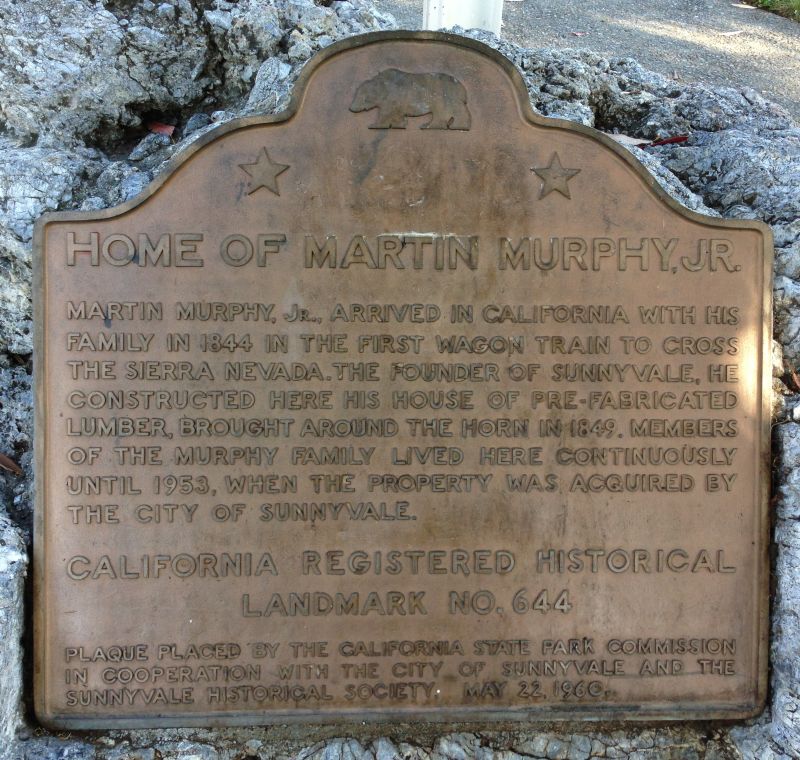 HOME OF MARTIN MURPHY, JR.
MARTIN MURPHY, JR., ARRIVED IN CALIFORNIA WITH HIS
FAMILY IN 1844 IN THE FIRST WAGON TRAIN TO CROSS
THE SIERRA NEVADA. THE FOUNDER OF SUNNYVALE, HE
CONSTRUCTED HERE HIS HOUSE OF PRE-FABRICATED
LUMBER, BROUGHT AROUND THE HORN IN 1849. MEMBERS
OF THE MURPHY FAMILY LIVED HERE CONTINUOUSLY
UNTIL 1953, WHEN THE PROPERTY WAS ACQUIRED BY
THE CITY OF SUNNYVALE.
CALIFORNIA REGISTERED HISTORICAL
LANDMARK NO. 644
PLAQUE PLACED BY THE CALIFORNIA STATE PARK COMMISSION
IN COOPERATION WITH THE CITY OF SUNNYVALE AND THE
SUNNYVALE HISTORICAL SOCIETY, MAY 22, 1960.